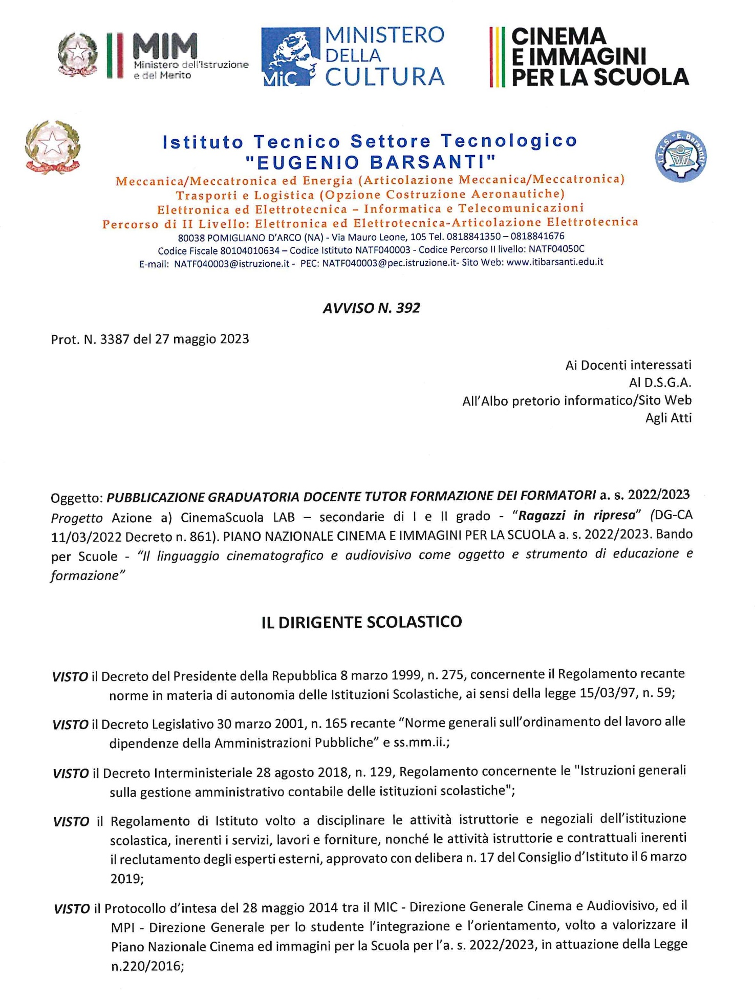 MIM
Ministero dell'Istruzione
e del Merito
MiC
MINISTERO
DELLA
CULTURA
CINEMA
E IMMAGINI
PER LA SCUOLA
REPVBBLICA ITALIANA
I.T.I.S. "E. Barsanti"
Istituto Tecnico Settore Tecnologico
"EUGENIO BARSANTI"
Meccanica/Meccatronica ed Energia (Articolazione Meccanica/Meccatronica)
Trasporti e Logistica (Opzione Costruzione Aeronautiche)
Elettronica ed Elettrotecnica – Informatica e Telecomunicazioni
Percorso di II Livello: Elettronica ed Elettrotecnica-Articolazione Elettrotecnica
80038 POMIGLIANO D'ARCO (NA) - Via Mauro Leone, 105 Tel. 0818841350 – 0818841676
Codice Fiscale 80104010634 – Codice Istituto NATF040003 - Codice Percorso II livello: NATF04050C
E-mail: NATF040003@istruzione.it - PEC: NATF040003@pec.istruzione.it- Sito Web: www.itibarsanti.edu.it
AVVISO N. 392
Prot. N. 3387 del 27 maggio 2023
Ai Docenti interessati
Al D.S.G.A.
All'Albo pretorio informatico/Sito Web
Agli Atti
Oggetto: PUBBLICAZIONE GRADUATORIA DOCENTE TUTOR FORMAZIONE DEI FORMATORI a. s. 2022/2023
Progetto Azione a) CinemaScuola LAB – secondarie di I e II grado - “Ragazzi in ripresa” (DG-CA
11/03/2022 Decreto n. 861). PIANO NAZIONALE CINEMA E IMMAGINI PER LA SCUOLA a. s. 2022/2023. Bando
per Scuole - “Il linguaggio cinematografico e audiovisivo come oggetto e strumento di educazione e
formazione”
IL DIRIGENTE SCOLASTICO
VISTO il Decreto del Presidente della Repubblica 8 marzo 1999, n. 275, concernente il Regolamento recante
norme in materia di autonomia delle Istituzioni Scolastiche, ai sensi della legge 15/03/97, n. 59;
VISTO il Decreto Legislativo 30 marzo 2001, n. 165 recante “Norme generali sull'ordinamento del lavoro alle
dipendenze della Amministrazioni Pubbliche” e ss.mm.ii.;
VISTO il Decreto Interministeriale 28 agosto 2018, n. 129, Regolamento concernente le "Istruzioni generali
sulla gestione amministrativo contabile delle istituzioni scolastiche";
VISTO il Regolamento di Istituto volto a disciplinare le attività istruttorie e negoziali dell'istituzione
scolastica, inerenti i servizi, lavori e forniture, nonché le attività istruttorie e contrattuali inerenti
il reclutamento degli esperti esterni, approvato con delibera n. 17 del Consiglio d'Istituto il 6 marzo
2019;
VISTO il Protocollo d'intesa del 28 maggio 2014 tra il MIC - Direzione Generale Cinema e Audiovisivo, ed il
MPI - Direzione Generale per lo studente l'integrazione e l'orientamento, volto a valorizzare il
Piano Nazionale Cinema ed immagini per la Scuola per l'a. s. 2022/2023, in attuazione della Legge
n.220/2016;